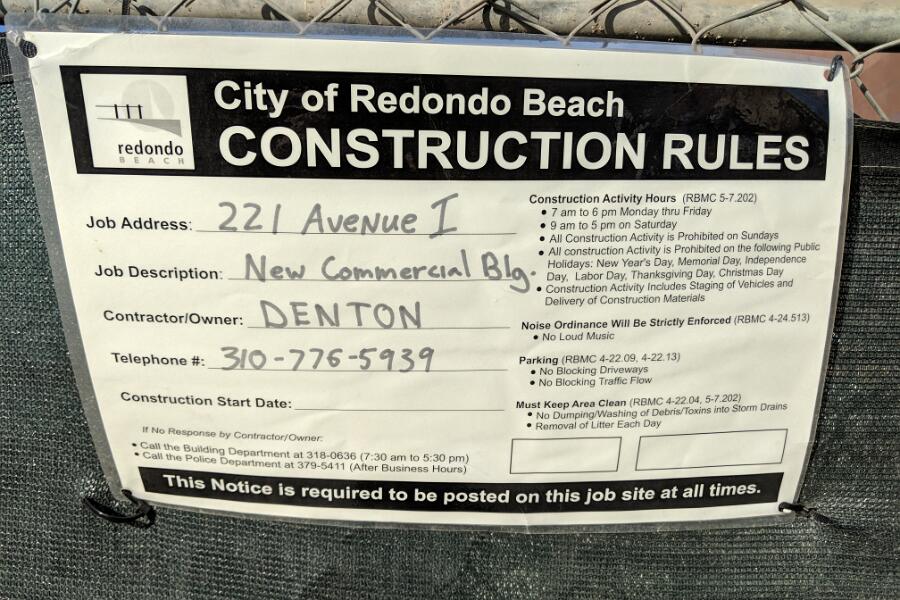 redondo
BEACH
City of Redondo Beach
CONSTRUCTION RULES
Job Address: 221 Avenue I
Job Description: New Commercial Blg.
Contractor/Owner: DENTON
Telephone #: 310-776-5939
Construction Start Date:
If No Response by Contractor/Owner:
• Call the Building Department at 318-0636 (7:30 am to 5:30 pm)
• Call the Police Department at 379-5411 (After Business Hours)
Construction Activity Hours (RBMC 5-7.202)
• 7 am to 6 pm Monday thru Friday
• 9 am to 5 pm on Saturday
• All Construction Activity is Prohibited on Sundays
• All construction Activity is Prohibited on the following Public
Holidays: New Year's Day, Memorial Day, Independence
Day, Labor Day, Thanksgiving Day, Christmas Day
• Construction Activity Includes Staging of Vehicles and
Delivery of Construction Materials
Noise Ordinance Will Be Strictly Enforced (RBMC 4-24.513)
• No Loud Music
Parking (RBMC 4-22.09, 4-22.13)
• No Blocking Driveways
• No Blocking Traffic Flow
Must Keep Area Clean (RBMC 4-22.04, 5-7.202)
• No Dumping/Washing of Debris/Toxins into Storm Drains
• Removal of Litter Each Day
This Notice is required to be posted on this job site at all times.